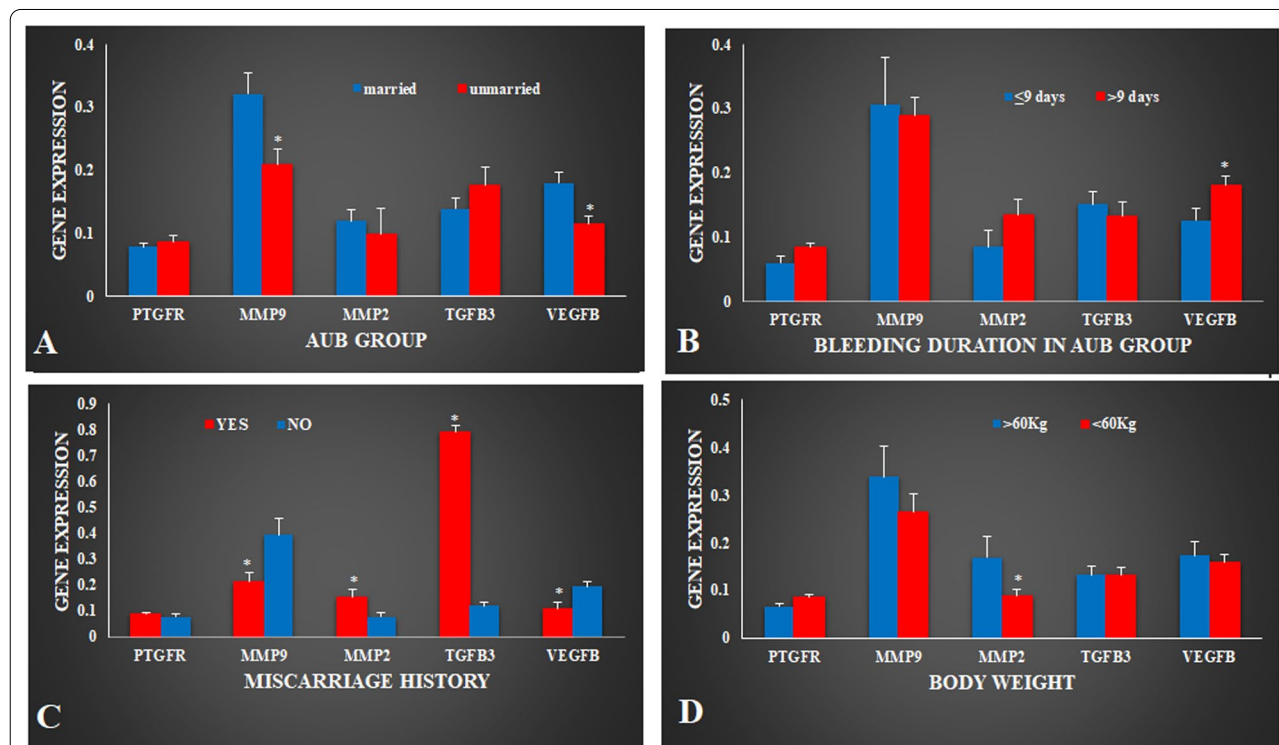 0.4
married unmarried
0.3
*
0.2
*
0.1
0
GENE EXPRESSION
PTGFR MMP9 MMP2 TGFB3 VEGFB
AUB GROUP
A
0.4
≤9 days >9 days
0.3
0.2
*
0.1
0
GENE EXPRESSION
PTGFR MMP9 MMP2 TGFB3 VEGFB
BLEEDING DURATION IN AUB GROUP
B
0.9
YES NO
*
0.8
0.7
0.6
0.5
0.4
0.3
* *
0.2
*
0.1
0
GENE EXPRESSION
PTGFR MMP9 MMP2 TGFB3 VEGFB
MISCARRIAGE HISTORY
C
0.5
>60Kg <60Kg
0.4
0.3
0.2
*
0.1
0
GENE EXPRESSION
PTGFR MMP9 MMP2 TGFB3 VEGFB
BODY WEIGHT
D